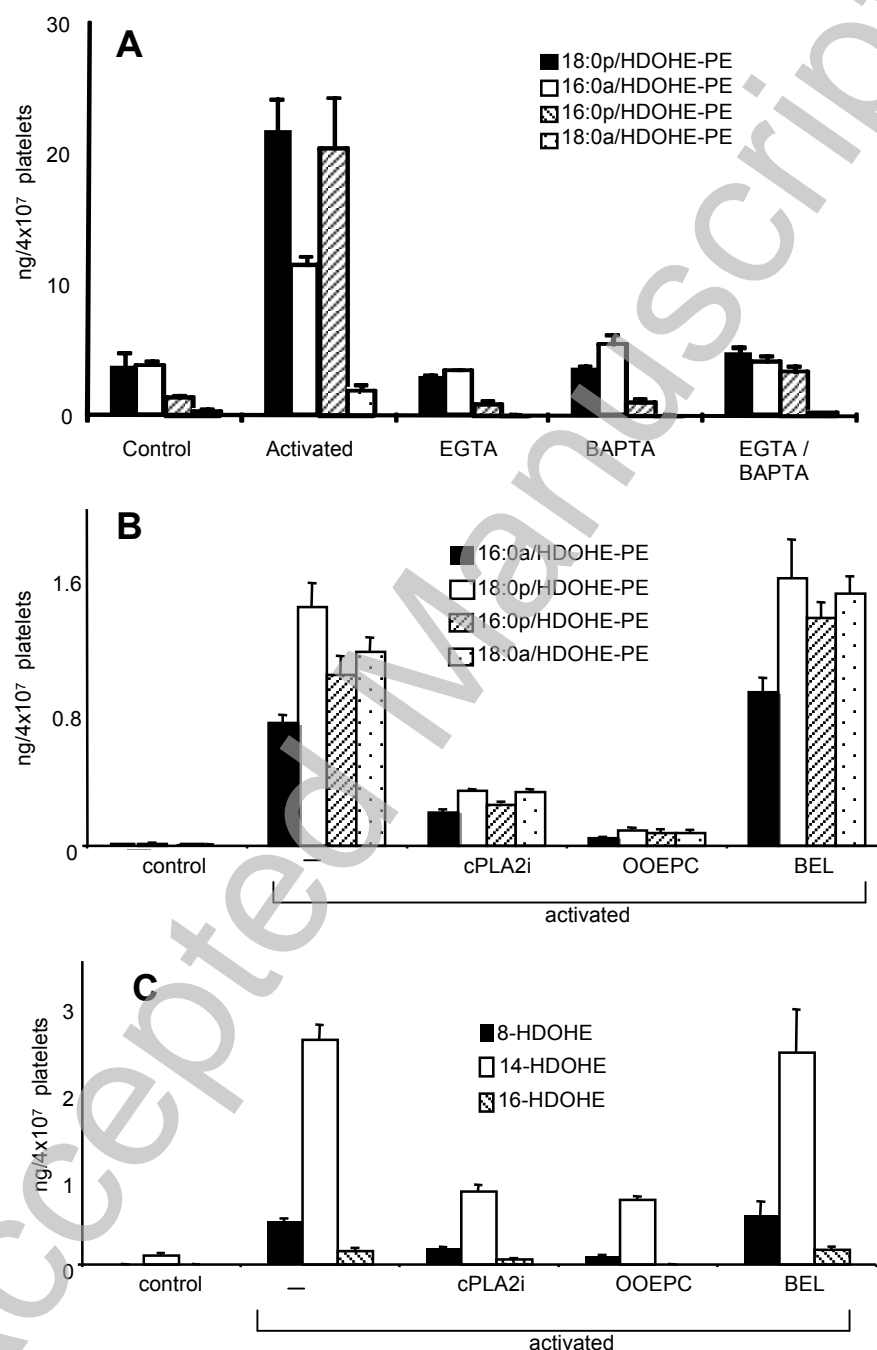 A
30
20
10
0
ng/4x10⁷ platelets
18:0p/HDOHE-PE
16:0a/HDOHE-PE
16:0p/HDOHE-PE
18:0a/HDOHE-PE
Control Activated EGTA BAPTA EGTA /
BAPTA
B
1.6
0.8
0
ng/4x10⁷ platelets
16:0a/HDOHE-PE
18:0p/HDOHE-PE
16:0p/HDOHE-PE
18:0a/HDOHE-PE
control – cPLA2i OOEPC BEL
activated
C
3
2
1
0
ng/4x10⁷ platelets
8-HDOHE
14-HDOHE
16-HDOHE
control – cPLA2i OOEPC BEL
activated
Accepted Manuscript